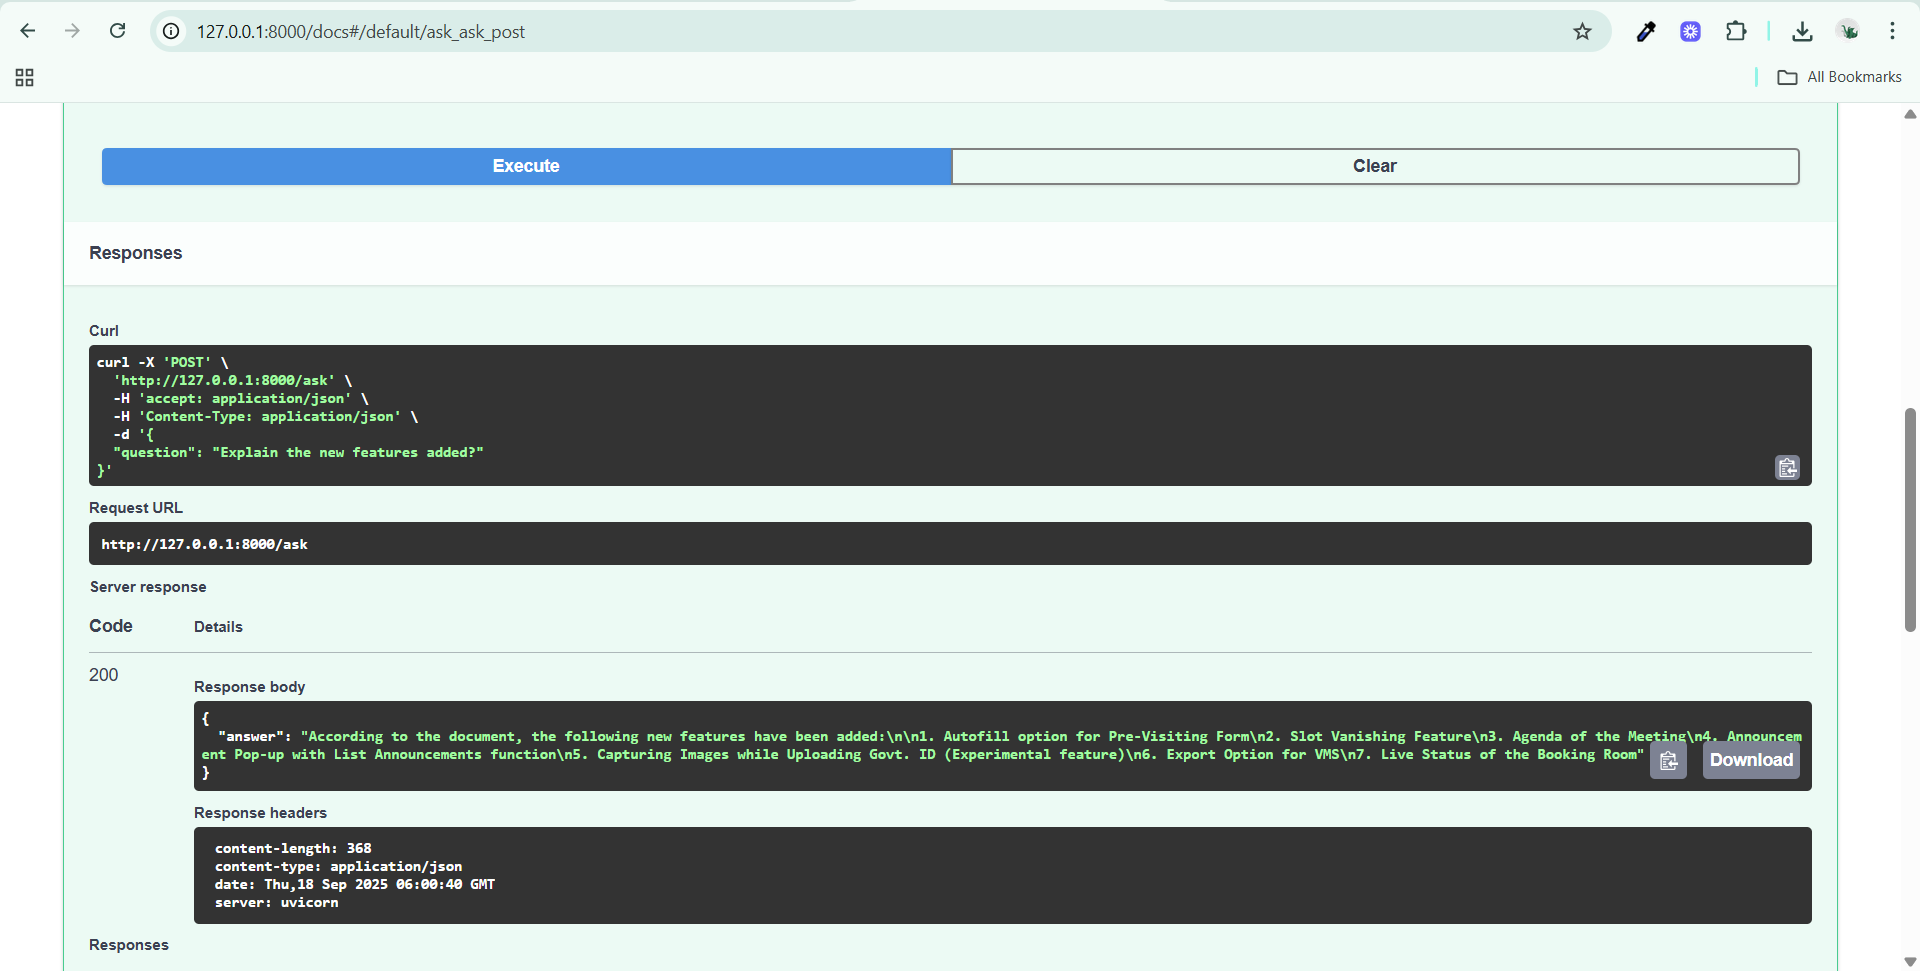 127.0.0.1:8000/docs#/default/ask_ask_post
All Bookmarks
Execute
Clear
Responses
Curl
curl -X 'POST' \
'http://127.0.0.1:8000/ask' \
-H 'accept: application/json' \
-H 'Content-Type: application/json' \
-d '{
"question": "Explain the new features added?"
}'
Request URL
http://127.0.0.1:8000/ask
Server response
Code Details
200
Response body
{
"answer": "According to the document, the following new features have been added:\n\n1. Autofill option for Pre-Visiting Form\n2. Slot Vanishing Feature\n3. Agenda of the Meeting\n4. Announcem
ent Pop-up with List Announcements function\n5. Capturing Images while Uploading Govt. ID (Experimental feature)\n6. Export Option for VMS\n7. Live Status of the Booking Room"
}
Download
Response headers
content-length: 368
content-type: application/json
date: Thu,18 Sep 2025 06:00:40 GMT
server: uvicorn
Responses